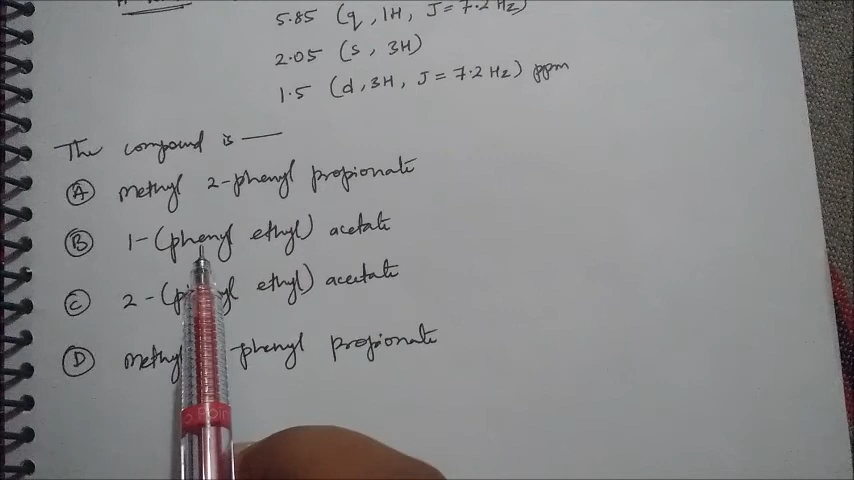 5.85 (q, 1H, J = 7.2 Hz)
2.05 (s, 3H)
1.5 (d, 3H, J = 7.2 Hz) ppm
The compound is —
(A) Methyl 2-phenyl propionate
(B) 1-(phenyl ethyl) acetate
(C) 2-( ethyl) acetate
(D) Methyl -phenyl propionate